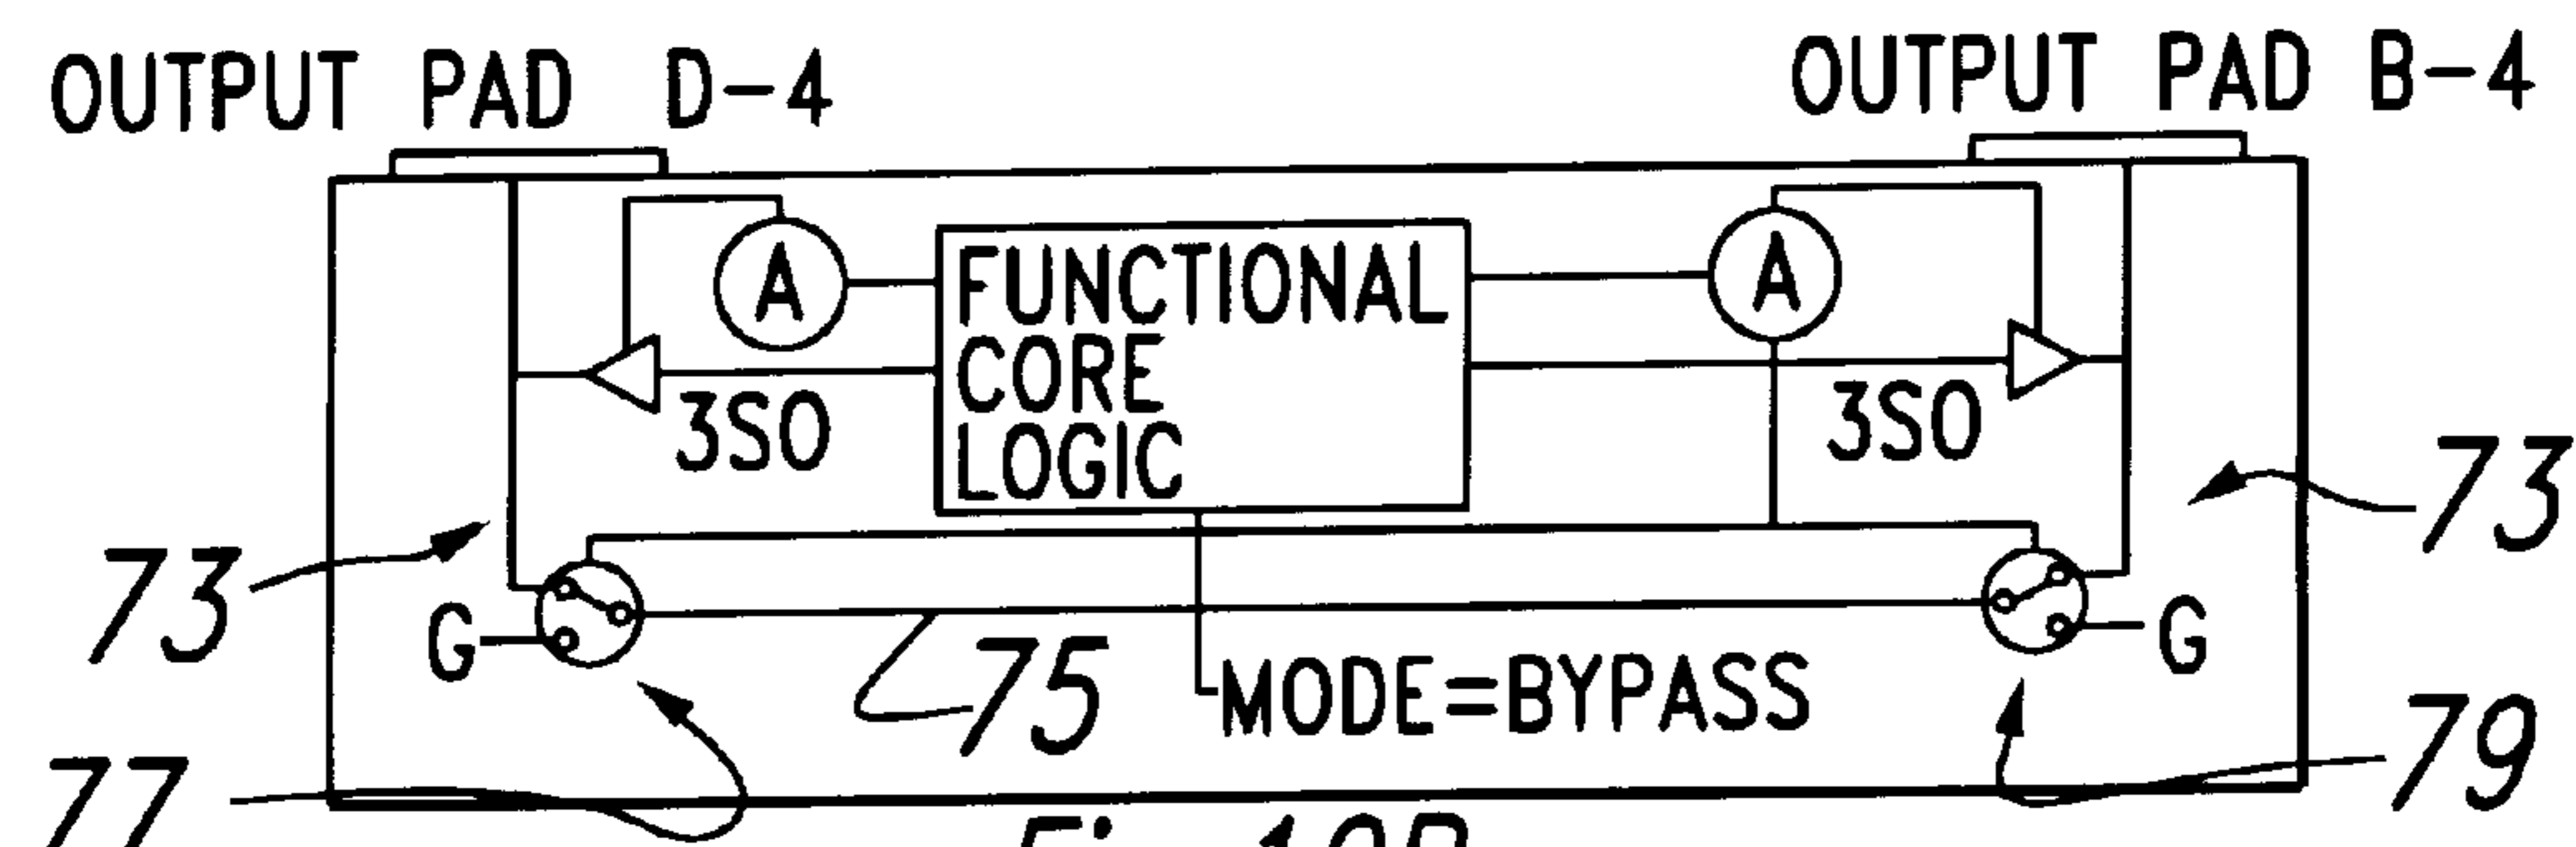 OUTPUT PAD D-4
OUTPUT PAD B-4
A
FUNCTIONAL
CORE
LOGIC
A
3SO
3SO
73
73
G
75
MODE=BYPASS
G
77
79